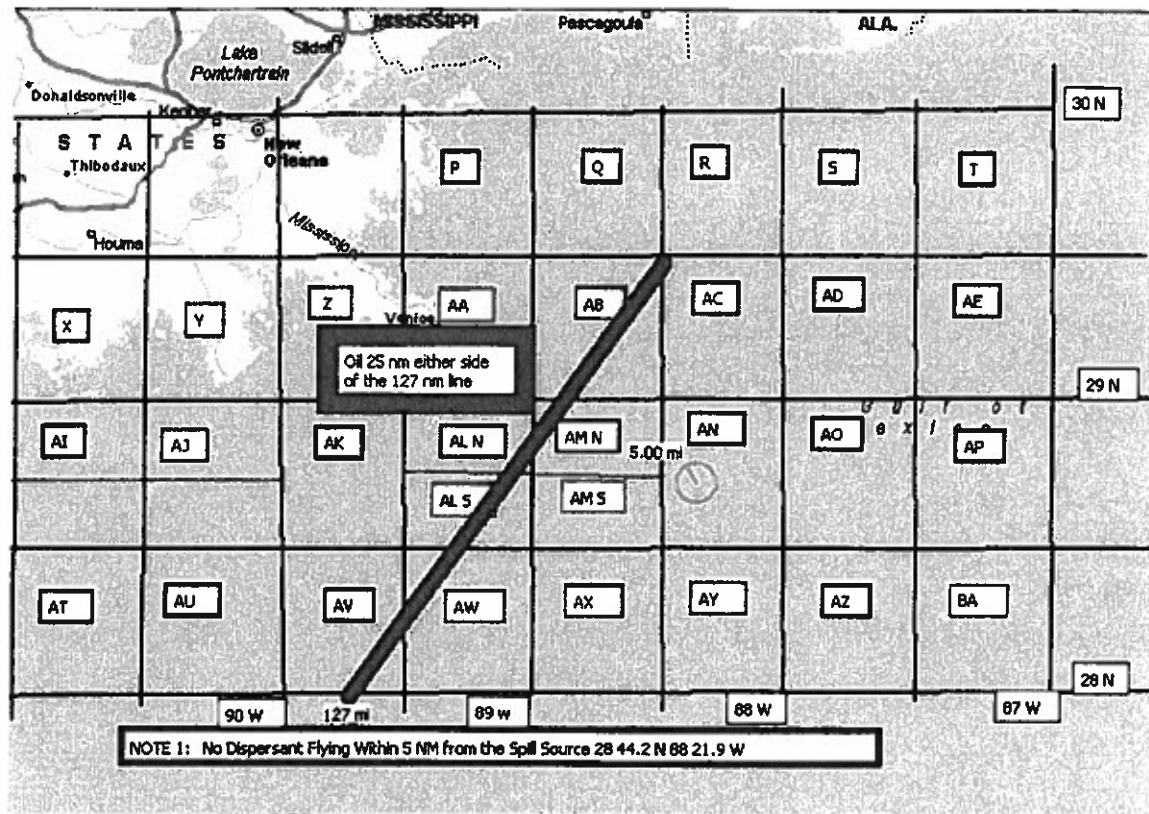 MISSISSIPPI
Pascagoula
ALA.
Slidell
Lake
Pontchartrain
Donaldsonville
Kenner
30 N
STATES
New
Orleans
Thibodaux
P
Q
R
S
T
Houma
Mississippi
X
Y
Z
AA
AB
AC
AD
AE
Venice
Oil 25 nm either side
of the 127 nm line
29 N
AI
AJ
AK
AL N
AM N
AN
AO
AP
5.00 mi
AL S
AM S
AT
AU
AV
AW
AX
AY
AZ
BA
28 N
90 W
127 mi
89 w
88 W
87 W
NOTE 1: No Dispersant Flying Within 5 NM from the Spill Source 28 44.2 N 88 21.9 W